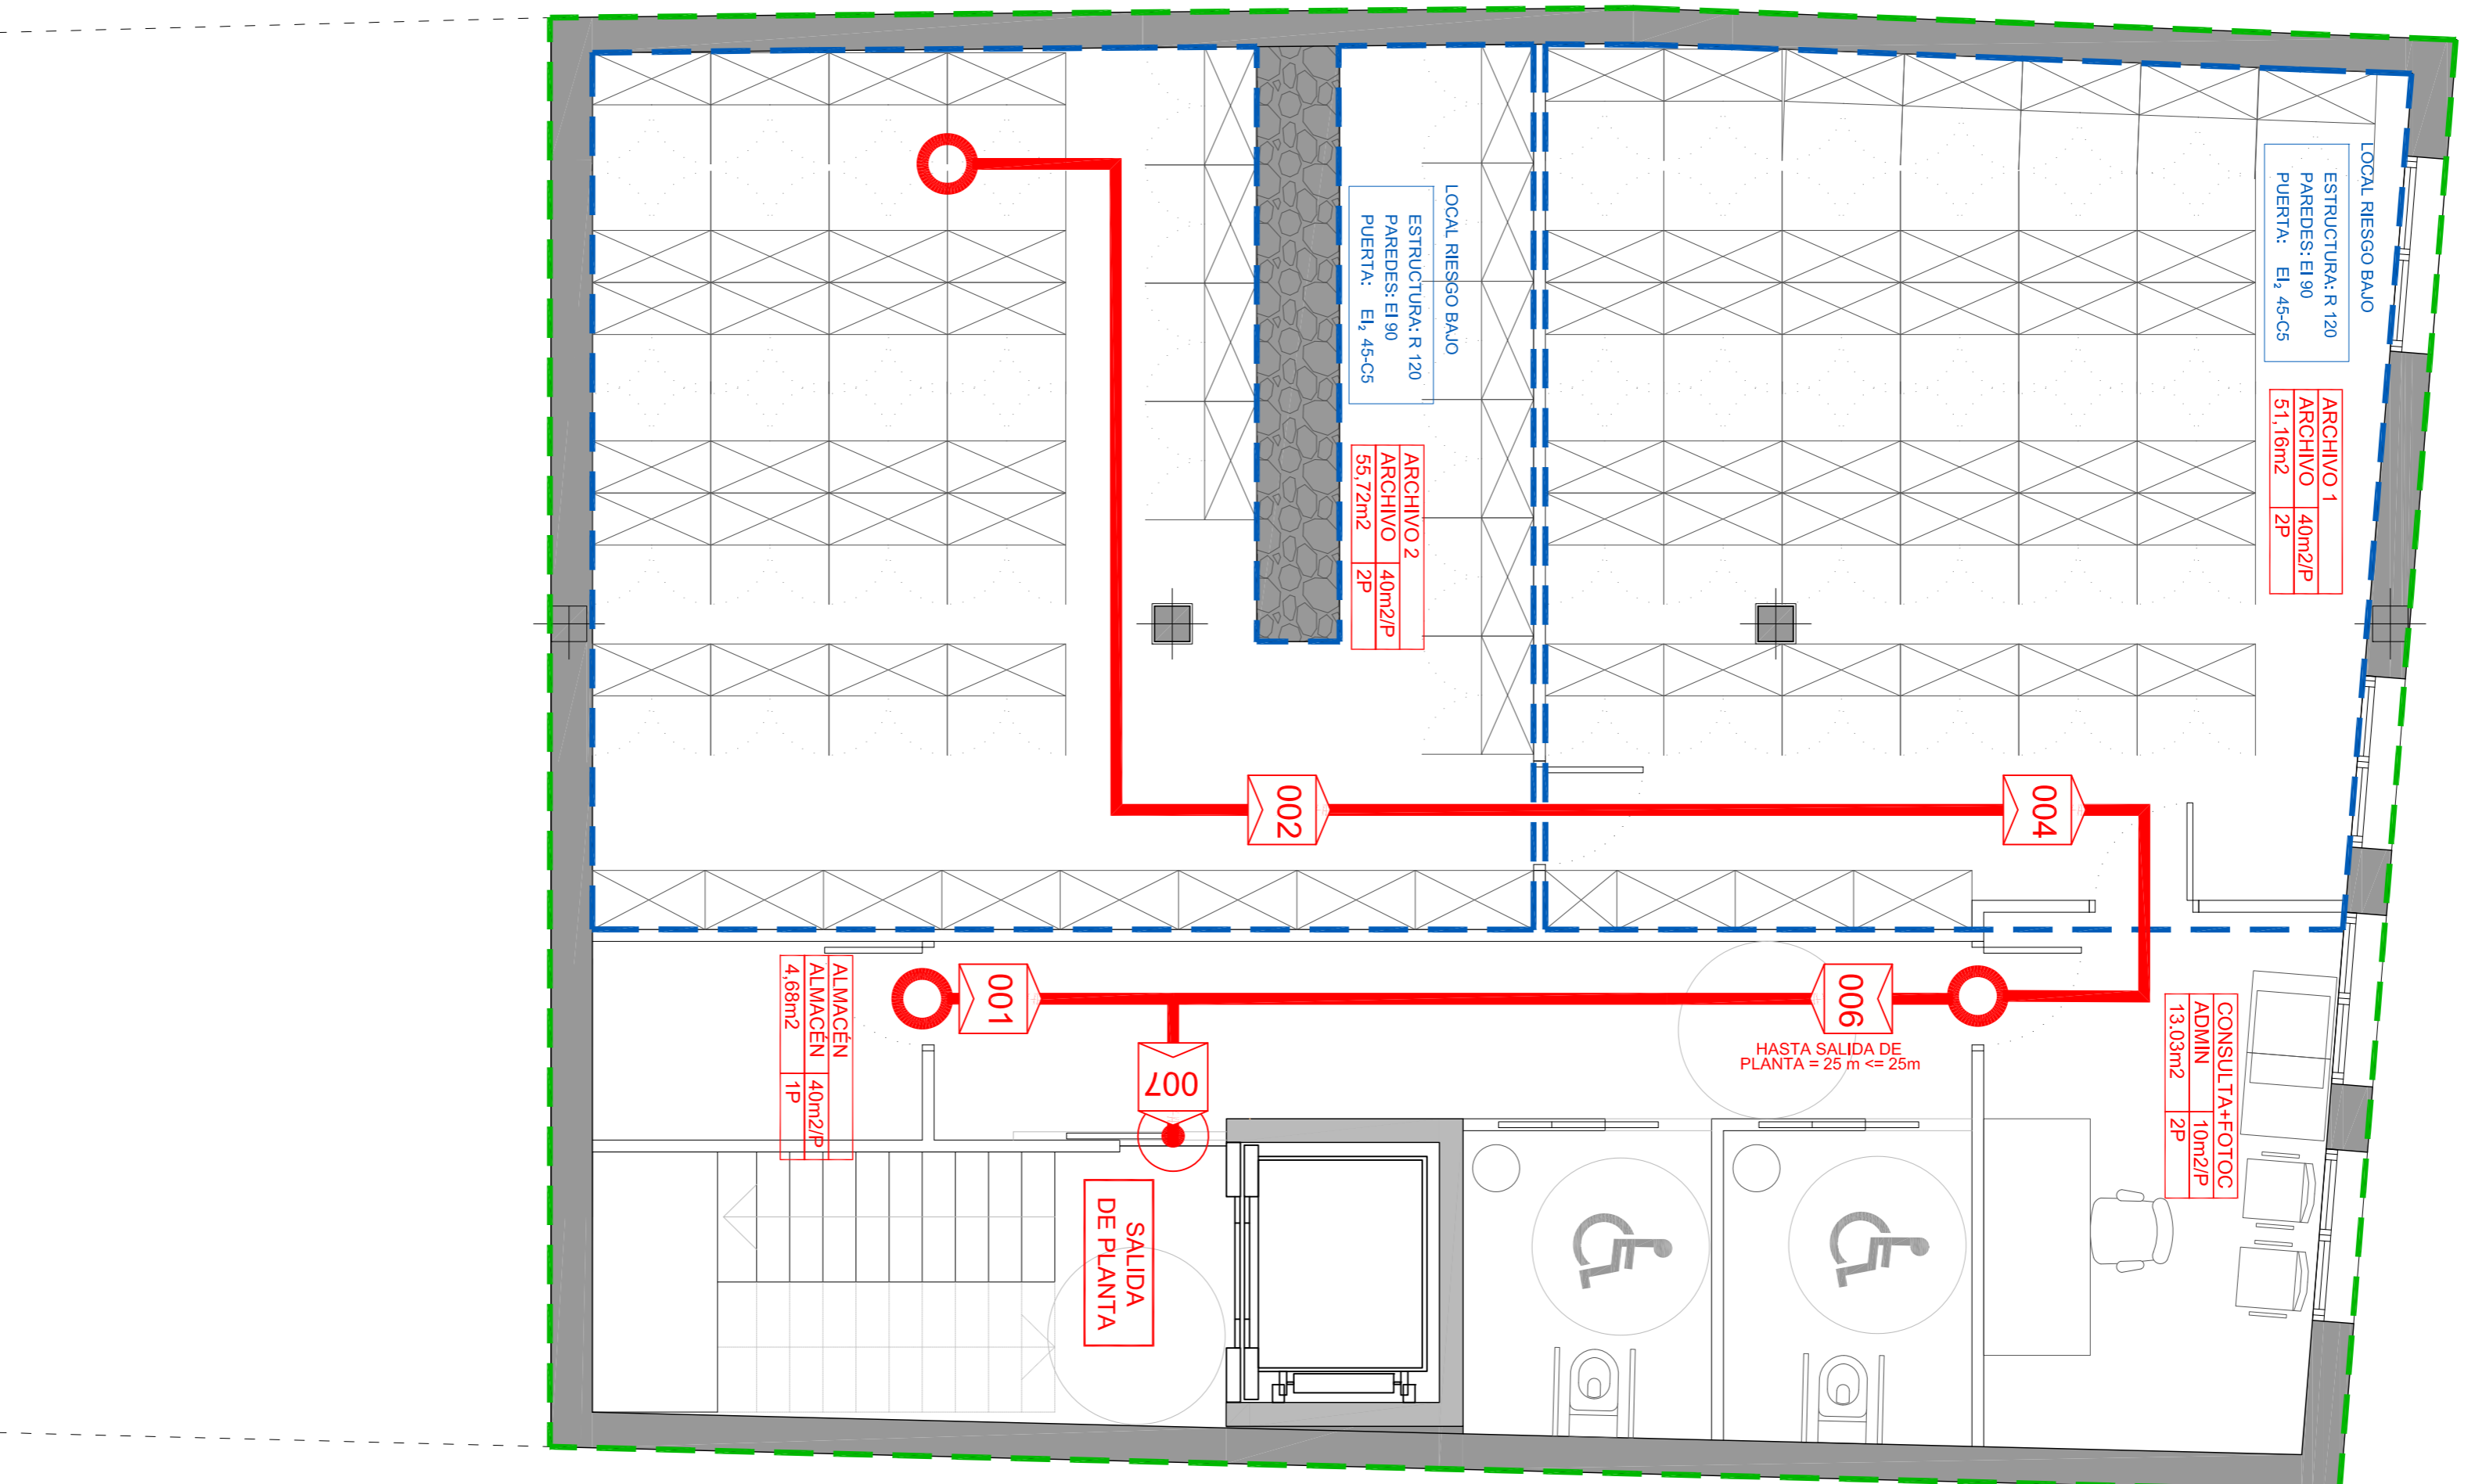 LOCAL RIESGO BAJO
ESTRUCTURA: R 120
PAREDES: EI 90
PUERTA: EI₂ 45-C5
ARCHIVO 1
ARCHIVO 40m2/P
51,16m2 2P
LOCAL RIESGO BAJO
ESTRUCTURA: R 120
PAREDES: EI 90
PUERTA: EI₂ 45-C5
ARCHIVO 2
ARCHIVO 40m2/P
55,72m2 2P
002
004
001
006
HASTA SALIDA DE
PLANTA = 25 m <= 25m
007
ALMACÉN
ALMACÉN 40m2/P
4,68m2 1P
CONSULTA+FOTOC
ADMIN 10m2/P
13.03m2 2P
SALIDA
DE PLANTA